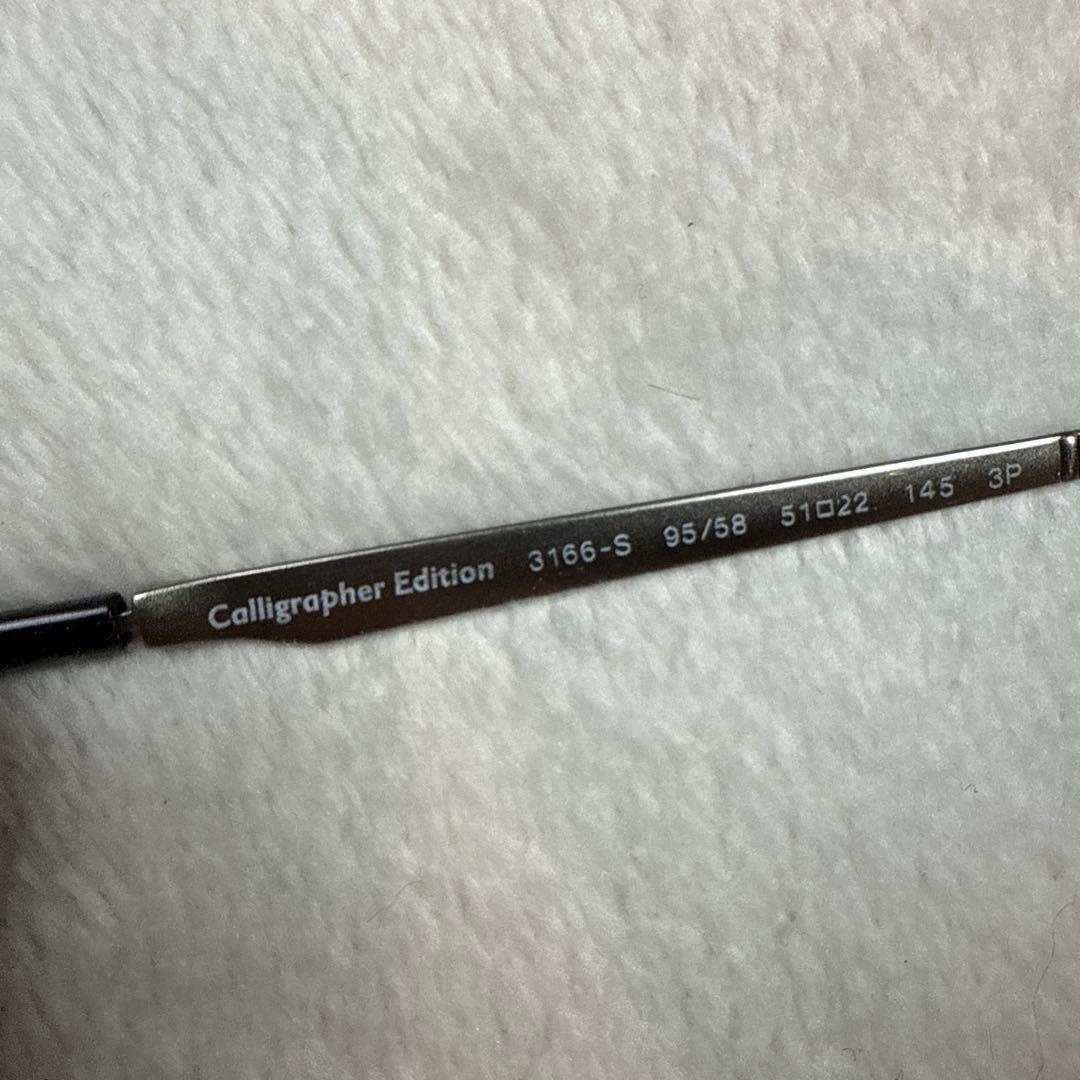 Calligrapher Edition 3166-S 95/58 51□22 145 3P